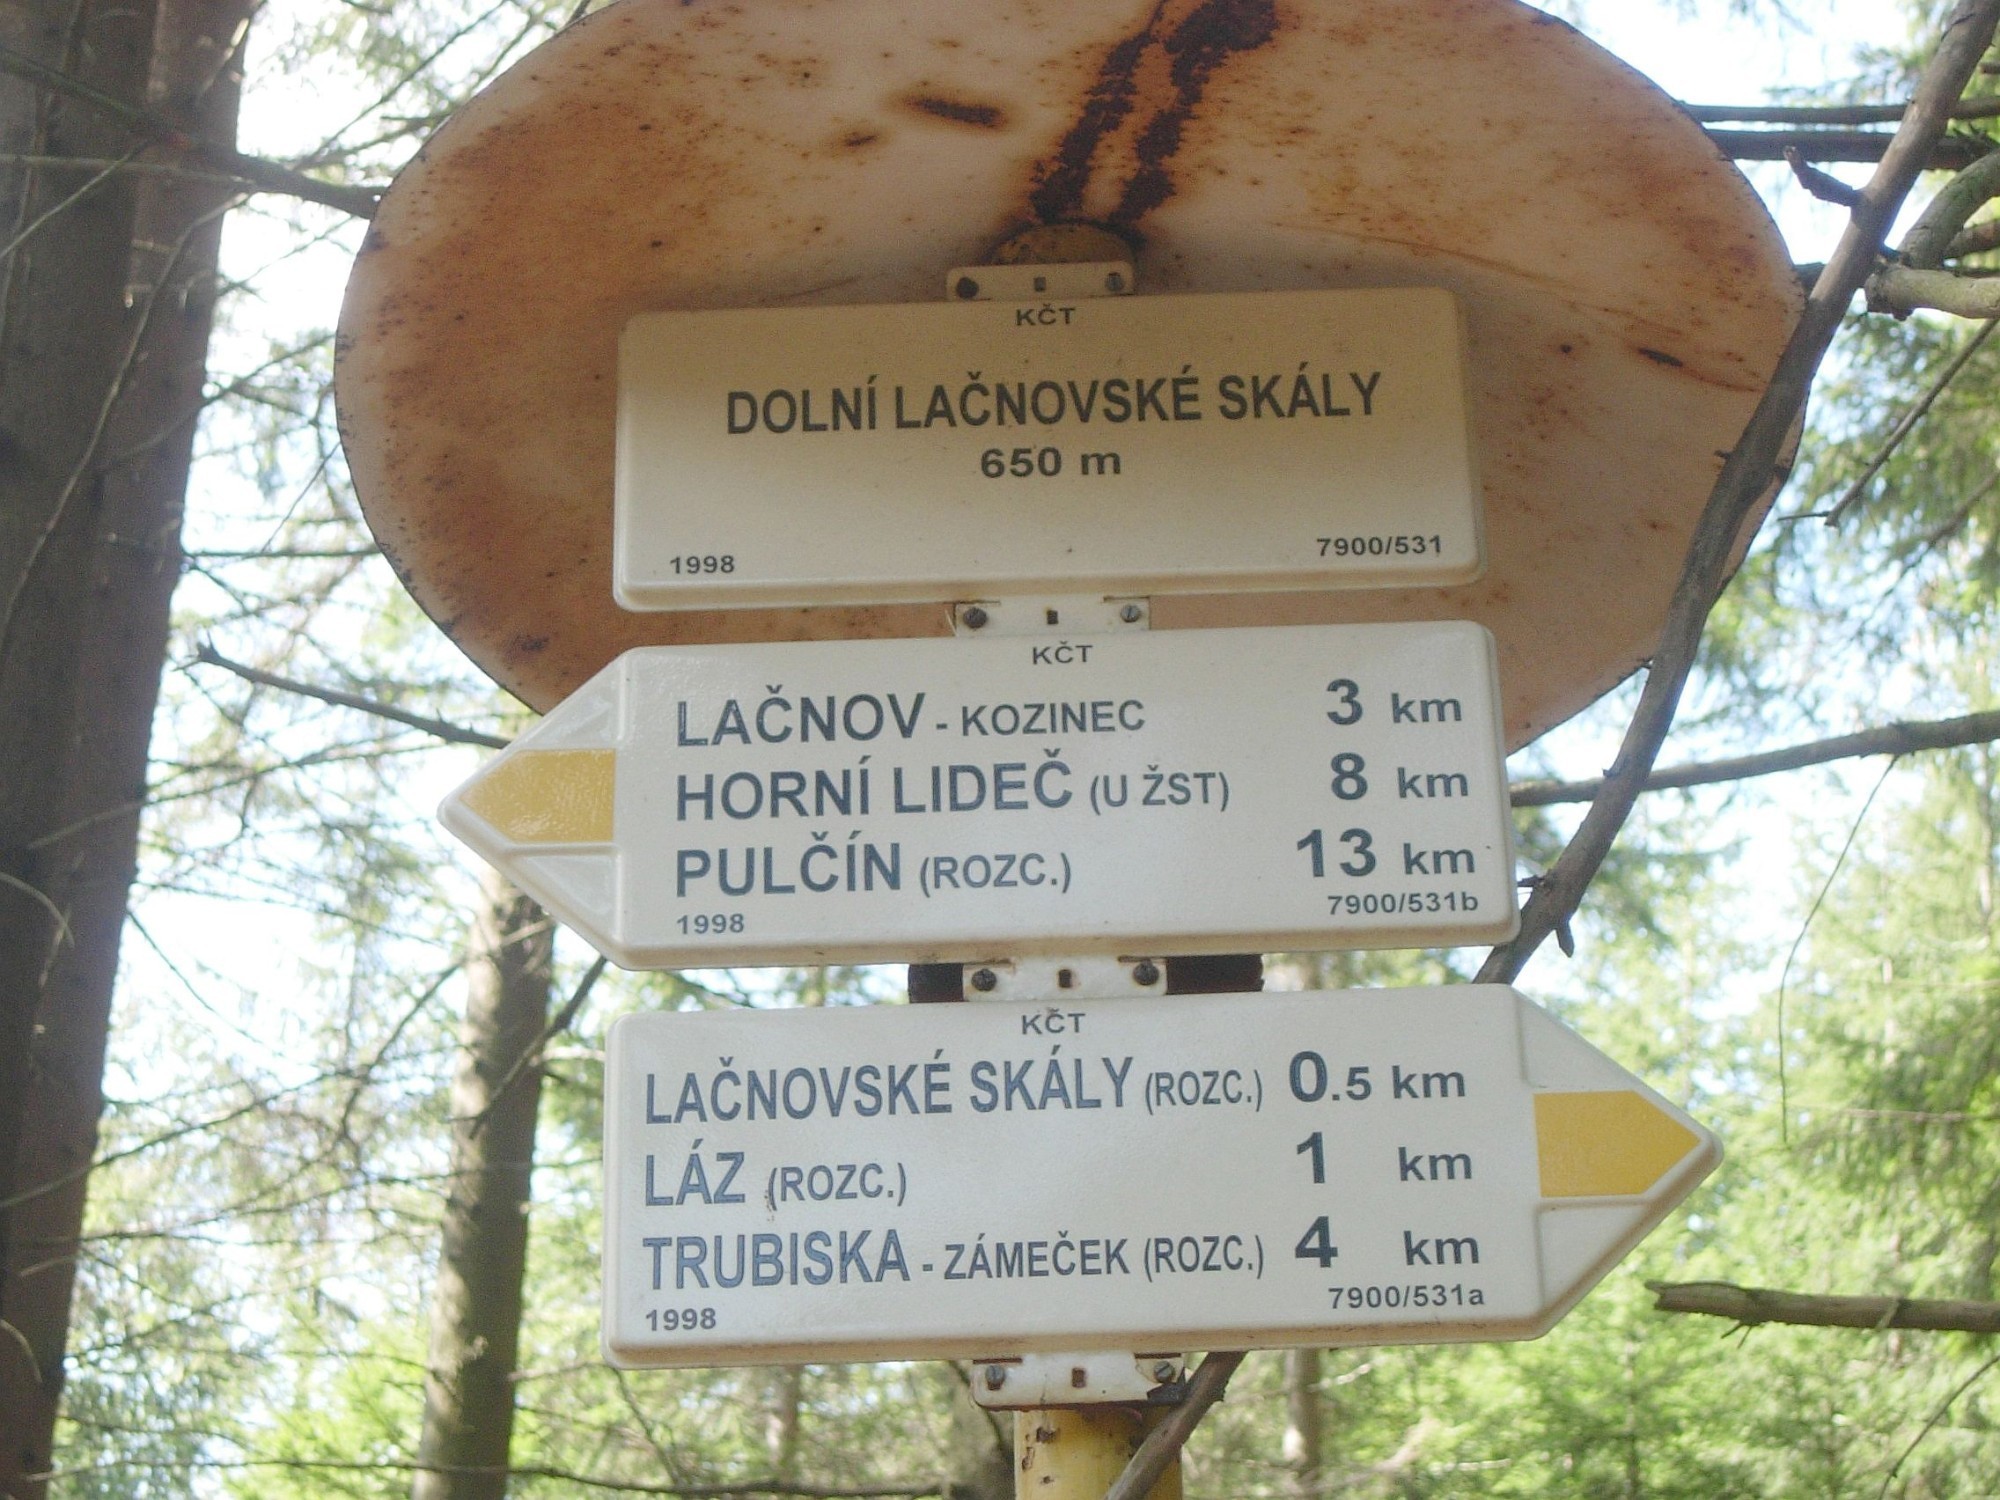 KČT
DOLNÍ LAČNOVSKÉ SKÁLY
650 m
1998 7900/531
KČT
LAČNOV - KOZINEC 3 km
HORNÍ LIDEČ (U ŽST) 8 km
PULČÍN (ROZC.) 13 km
1998 7900/531b
KČT
LAČNOVSKÉ SKÁLY (ROZC.) 0.5 km
LÁZ (ROZC.) 1 km
TRUBISKA - ZÁMEČEK (ROZC.) 4 km
1998 7900/531a